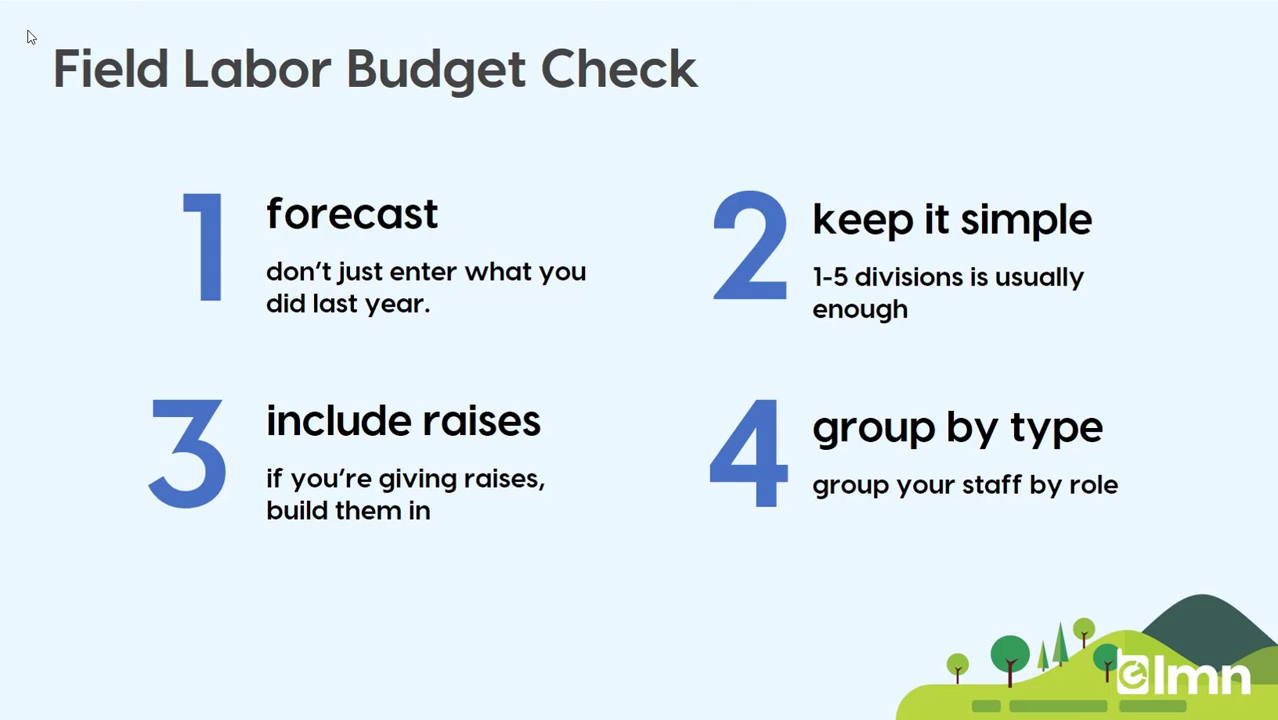 Field Labor Budget Check
1
forecast
don't just enter what you
did last year.
2
keep it simple
1-5 divisions is usually
enough
3
include raises
if you're giving raises,
build them in
4
group by type
group your staff by role
lmn